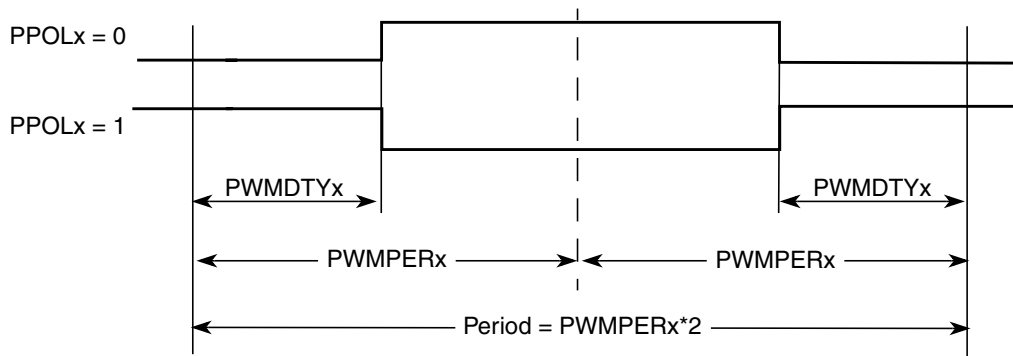 PPOLx = 0
PPOLx = 1
PWMDTYx
PWMDTYx
PWMPERx
PWMPERx
Period = PWMPERx*2